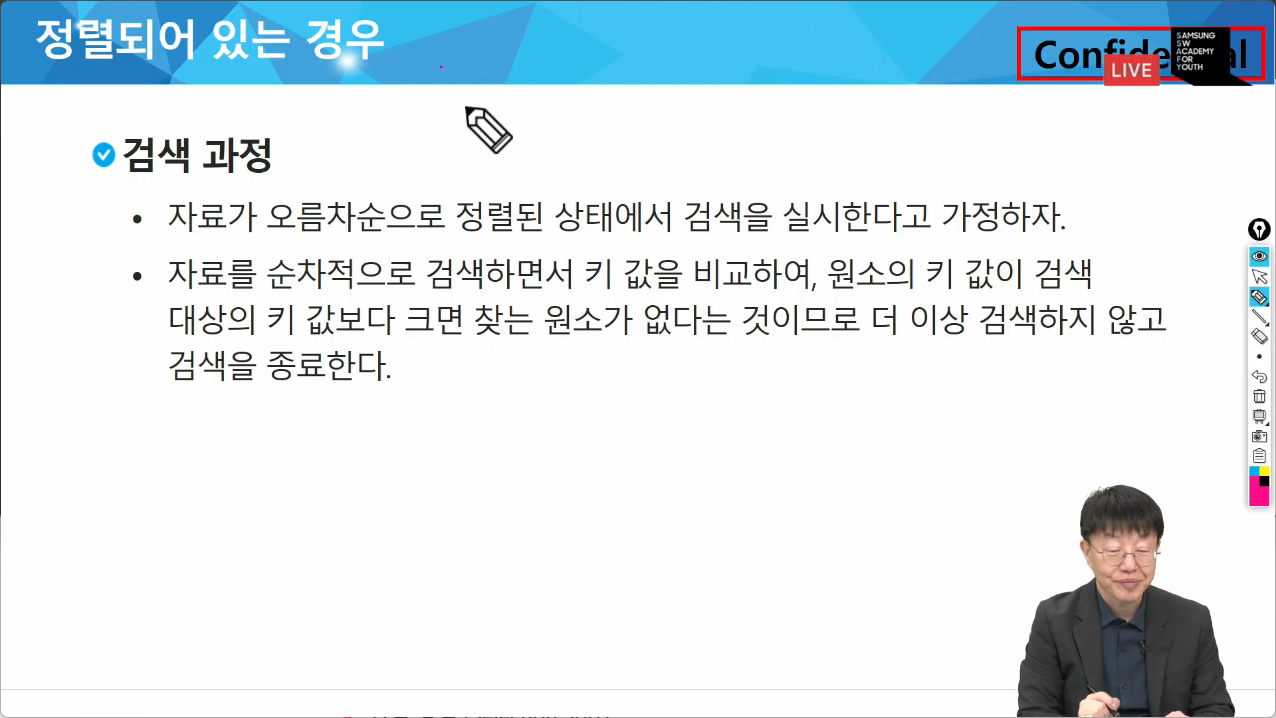 정렬되어 있는 경우
SAMSUNG
SW
ACADEMY
FOR
YOUTH
LIVE
검색 과정
• 자료가 오름차순으로 정렬된 상태에서 검색을 실시한다고 가정하자.
• 자료를 순차적으로 검색하면서 키 값을 비교하여, 원소의 키 값이 검색
대상의 키 값보다 크면 찾는 원소가 없다는 것이므로 더 이상 검색하지 않고
검색을 종료한다.